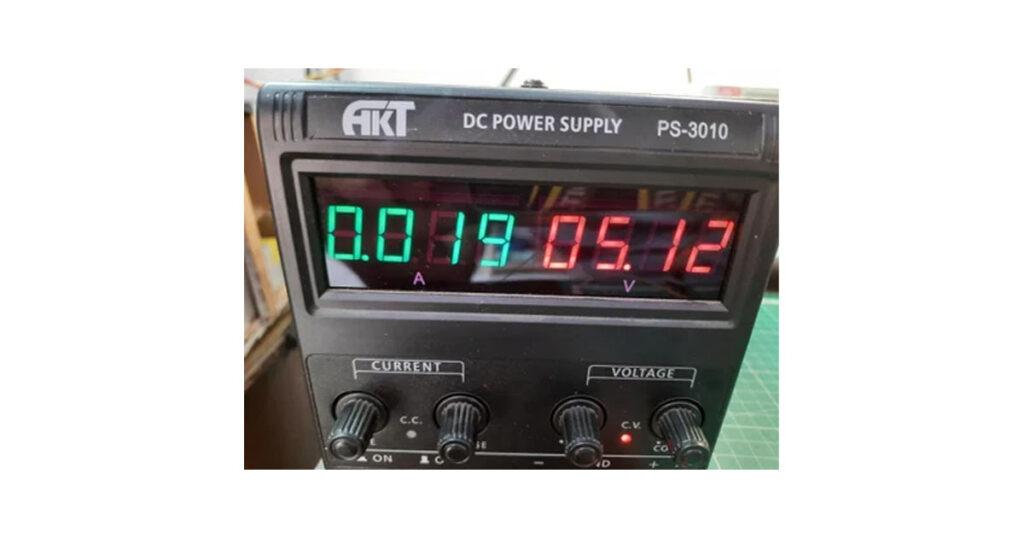 AKT DC POWER SUPPLY PS-3010
0.019 05.12
A V
CURRENT VOLTAGE
C.C. C.V.
ON - +